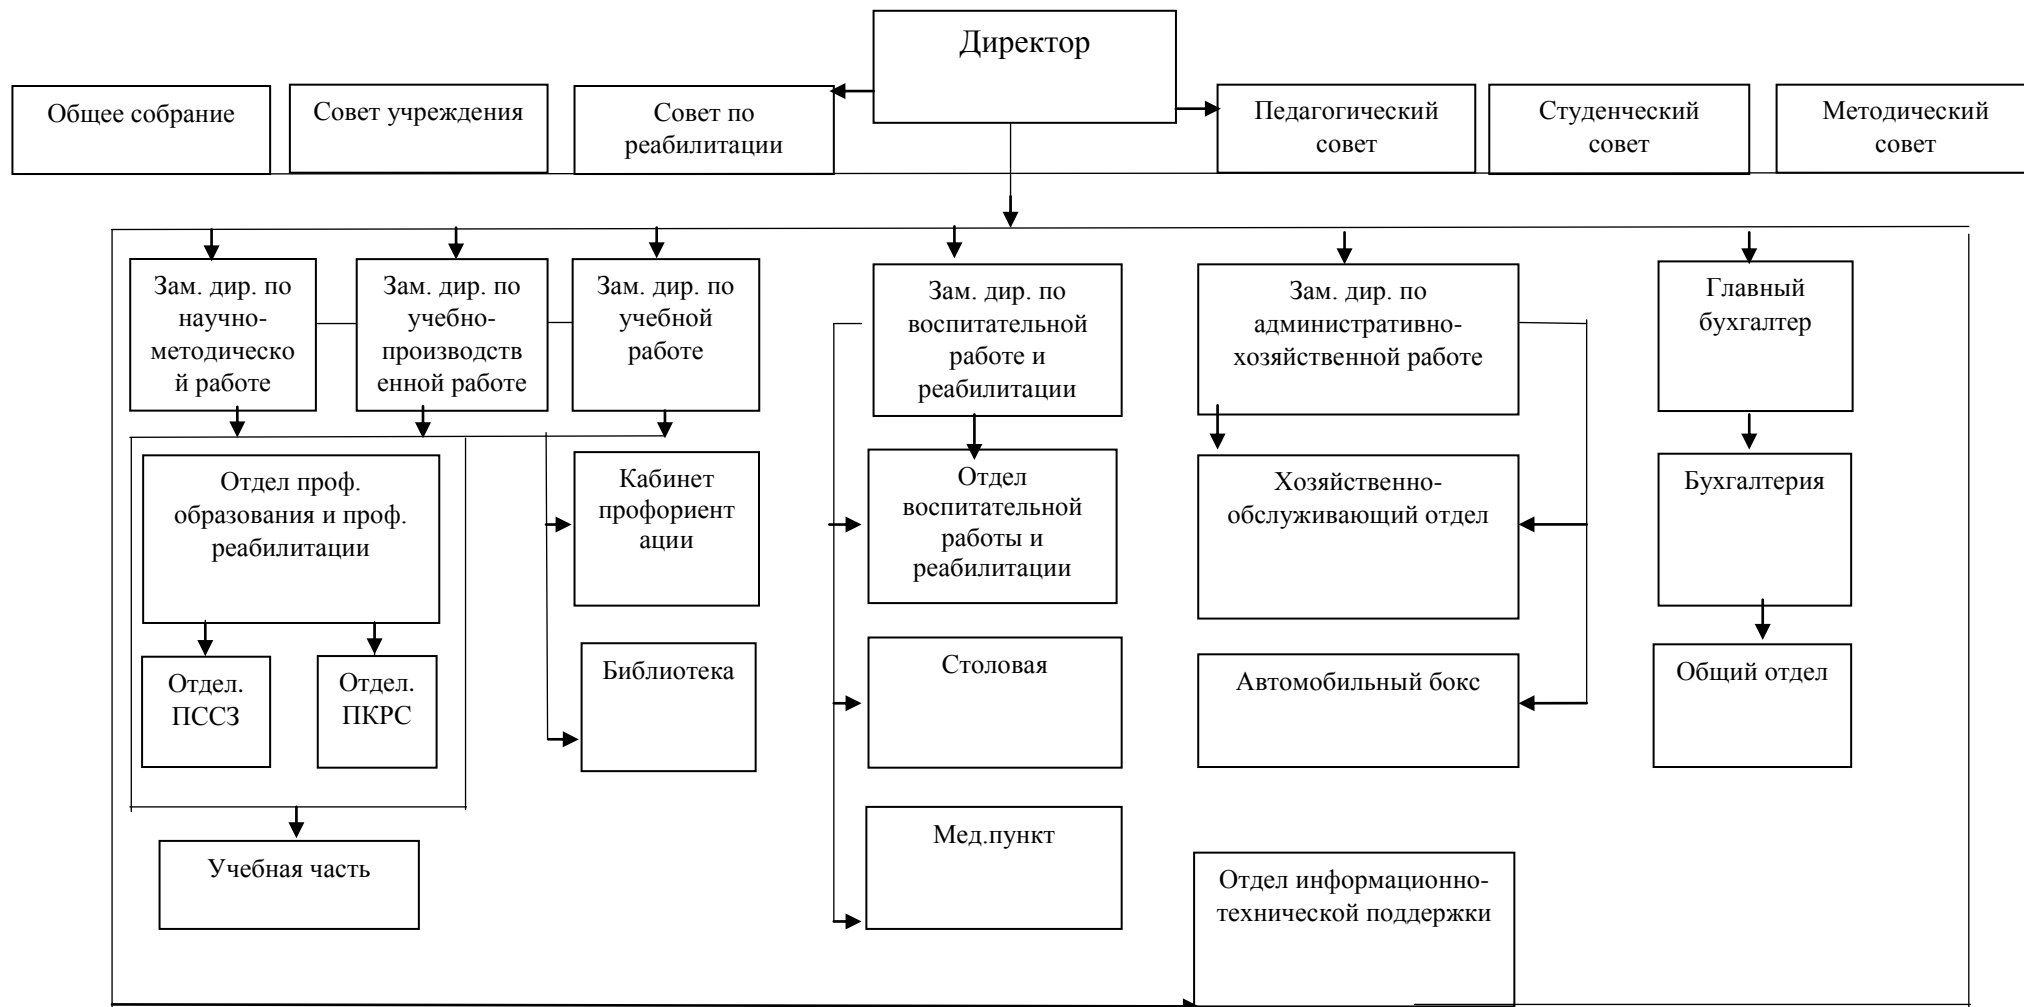 Директор
Общее собрание
Совет учреждения
Совет по
реабилитации
Педагогический
совет
Студенческий
совет
Методический
совет
Зам. дир. по
научно-
методическо
й работе
Зам. дир. по
учебно-
производств
енной работе
Зам. дир. по
учебной
работе
Зам. дир. по
воспитательной
работе и
реабилитации
Зам. дир. по
административно-
хозяйственной работе
Главный
бухгалтер
Отдел проф.
образования и проф.
реабилитации
Кабинет
профориент
ации
Отдел
воспитательной
работы и
реабилитации
Хозяйственно-
обслуживающий отдел
Бухгалтерия
Отдел.
ПССЗ
Отдел.
ПКРС
Библиотека
Столовая
Автомобильный бокс
Общий отдел
Учебная часть
Мед.пункт
Отдел информационно-
технической поддержки